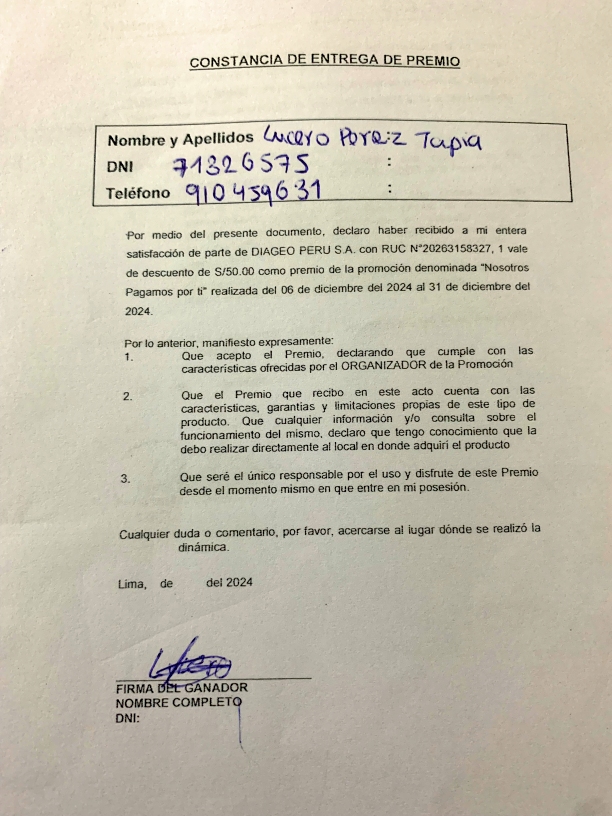 CONSTANCIA DE ENTREGA DE PREMIO
Nombre y Apellidos Lucero Perez Tapia
DNI 71326575 :
Teléfono 910459631 :
Por medio del presente documento, declaro haber recibido a mi entera
satisfacción de parte de DIAGEO PERU S.A. con RUC N°20263158327, 1 vale
de descuento de S/50.00 como premio de la promoción denominada "Nosotros
Pagamos por ti" realizada del 06 de diciembre del 2024 al 31 de diciembre del
2024.
Por lo anterior, manifiesto expresamente:
1. Que acepto el Premio, declarando que cumple con las
características ofrecidas por el ORGANIZADOR de la Promoción
2. Que el Premio que recibo en este acto cuenta con las
características, garantías y limitaciones propias de este tipo de
producto. Que cualquier información y/o consulta sobre el
funcionamiento del mismo, declaro que tengo conocimiento que la
debo realizar directamente al local en donde adquirí el producto
3. Que seré el único responsable por el uso y disfrute de este Premio
desde el momento mismo en que entre en mi posesión.
Cualquier duda o comentario, por favor, acercarse al lugar dónde se realizó la
dinámica.
Lima, de del 2024
FIRMA DEL GANADOR
NOMBRE COMPLETO
DNI: